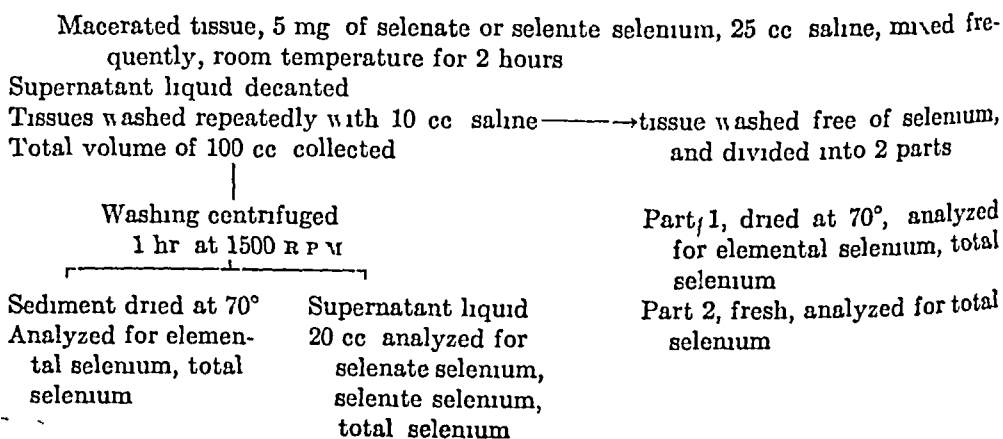 Macerated tissue, 5 mg of selenate or selenite selenium, 25 cc saline, mixed fre-
quently, room temperature for 2 hours
Supernatant liquid decanted
Tissues washed repeatedly with 10 cc saline ———→tissue washed free of selenium,
Total volume of 100 cc collected
and divided into 2 parts
Washing centrifuged
1 hr at 1500 R P M
Sediment dried at 70°
Analyzed for elemen-
tal selenium, total
selenium
Supernatant liquid
20 cc analyzed for
selenate selenium,
selenite selenium,
total selenium
Part 1, dried at 70°, analyzed
for elemental selenium, total
selenium
Part 2, fresh, analyzed for total
selenium